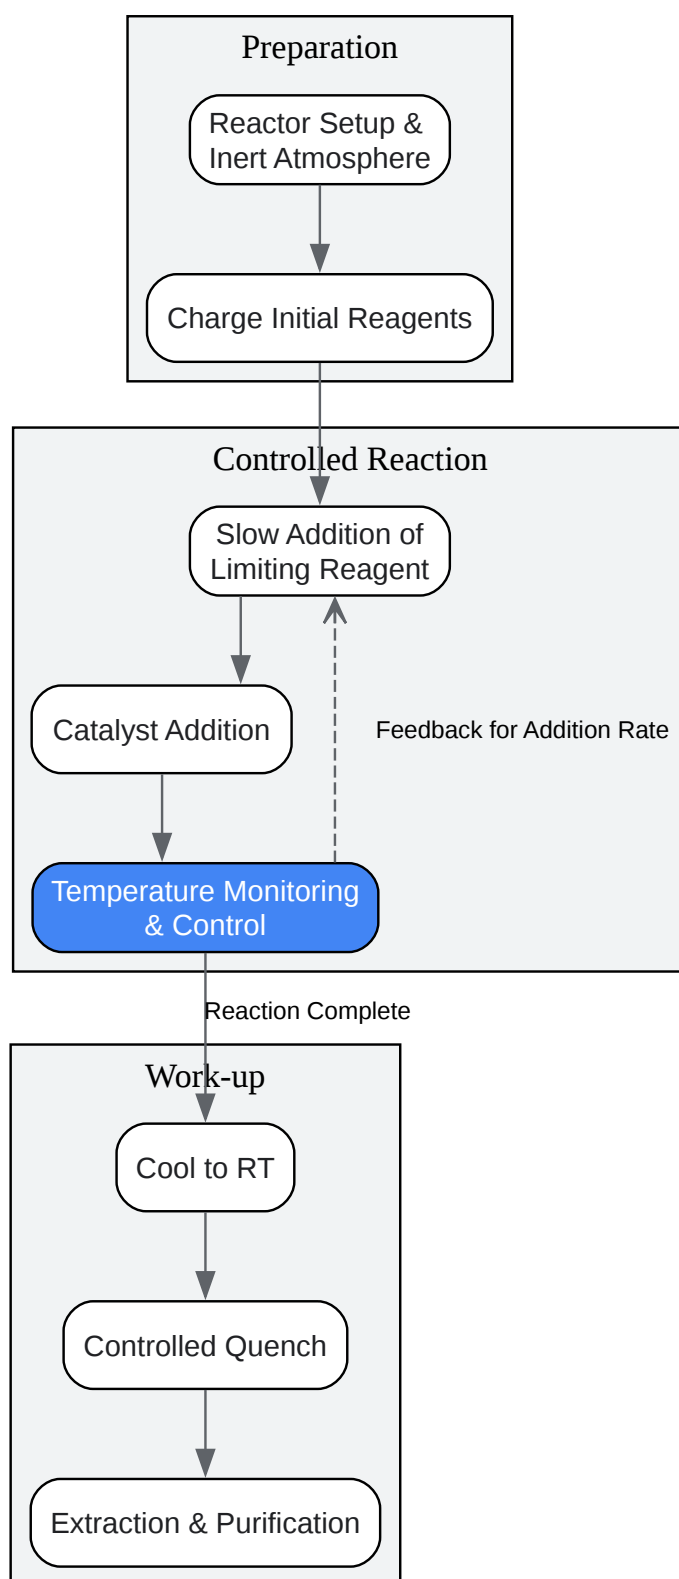 Preparation
Reactor Setup &
Inert Atmosphere
Charge Initial Reagents
Controlled Reaction
Slow Addition of
Limiting Reagent
Catalyst Addition
Feedback for Addition Rate
Temperature Monitoring
& Control
Reaction Complete
Work-up
Cool to RT
Controlled Quench
Extraction & Purification